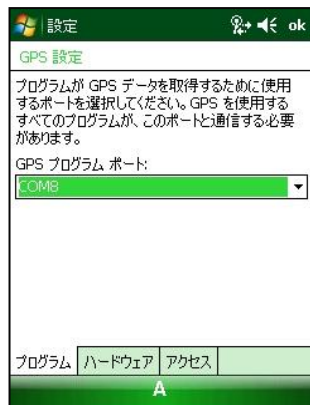 設定
ok
GPS 設定
プログラムが GPS データを取得するために使用
するポートを選択してください。GPS を使用する
すべてのプログラムが、このポートと通信する必要
があります。
GPS プログラム ポート:
COM8
プログラム ハードウェア アクセス
A